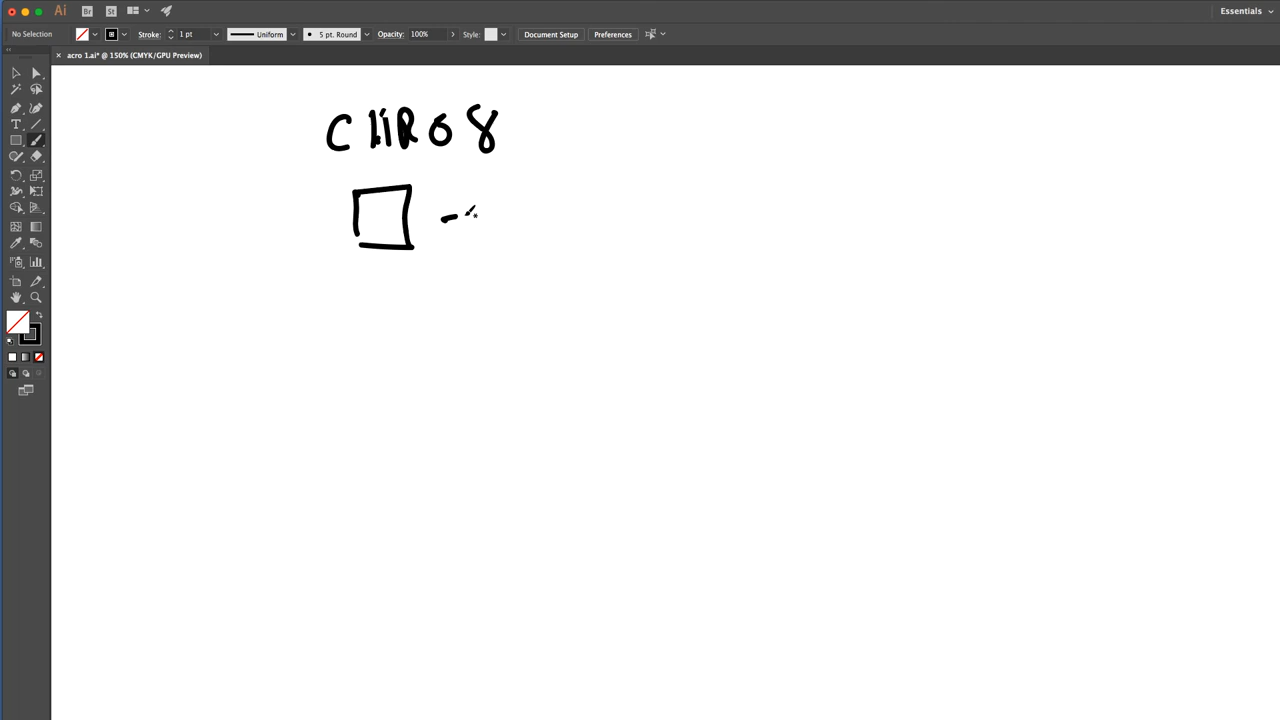 No Selection Stroke: 1 pt Uniform 5 pt. Round Opacity: 100% Style: Document Setup Preferences Essentials
acro 1.ai* @ 150% (CMYK/GPU Preview)
CHRO 8